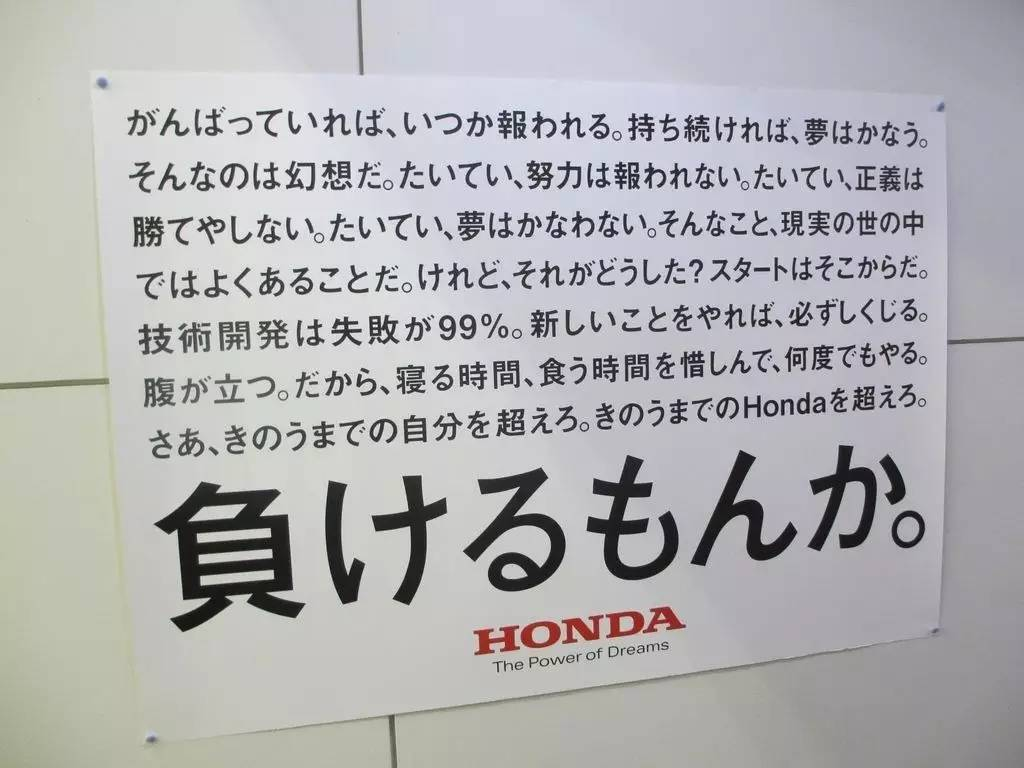 がんばっていれば、いつか報われる。持ち続ければ、夢はかなう。
そんなのは幻想だ。たいてい、努力は報われない。たいてい、正義は
勝てやしない。たいてい、夢はかなわない。そんなこと、現実の世の中
ではよくあることだ。けれど、それがどうした？スタートはそこからだ。
技術開発は失敗が99%。新しいことをやれば、必ずしくじる。
腹が立つ。だから、寝る時間、食う時間を惜しんで、何度でもやる。
さあ、きのうまでの自分を超えろ。きのうまでのHondaを超えろ。
負けるもんか。
HONDA
The Power of Dreams